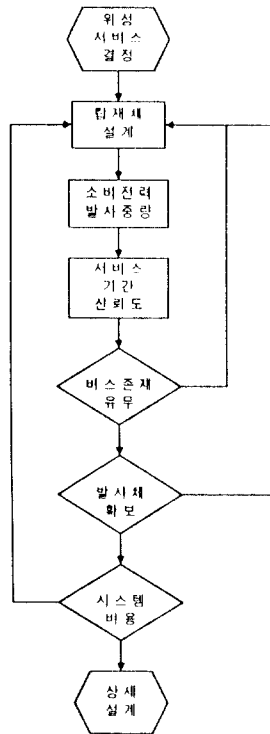 위성
서비스
결정
탑재체
설계
소비전력
발사중량
서비스
기간
신뢰도
버스존재
유무
발사체
확보
시스템
비용
상세
설계